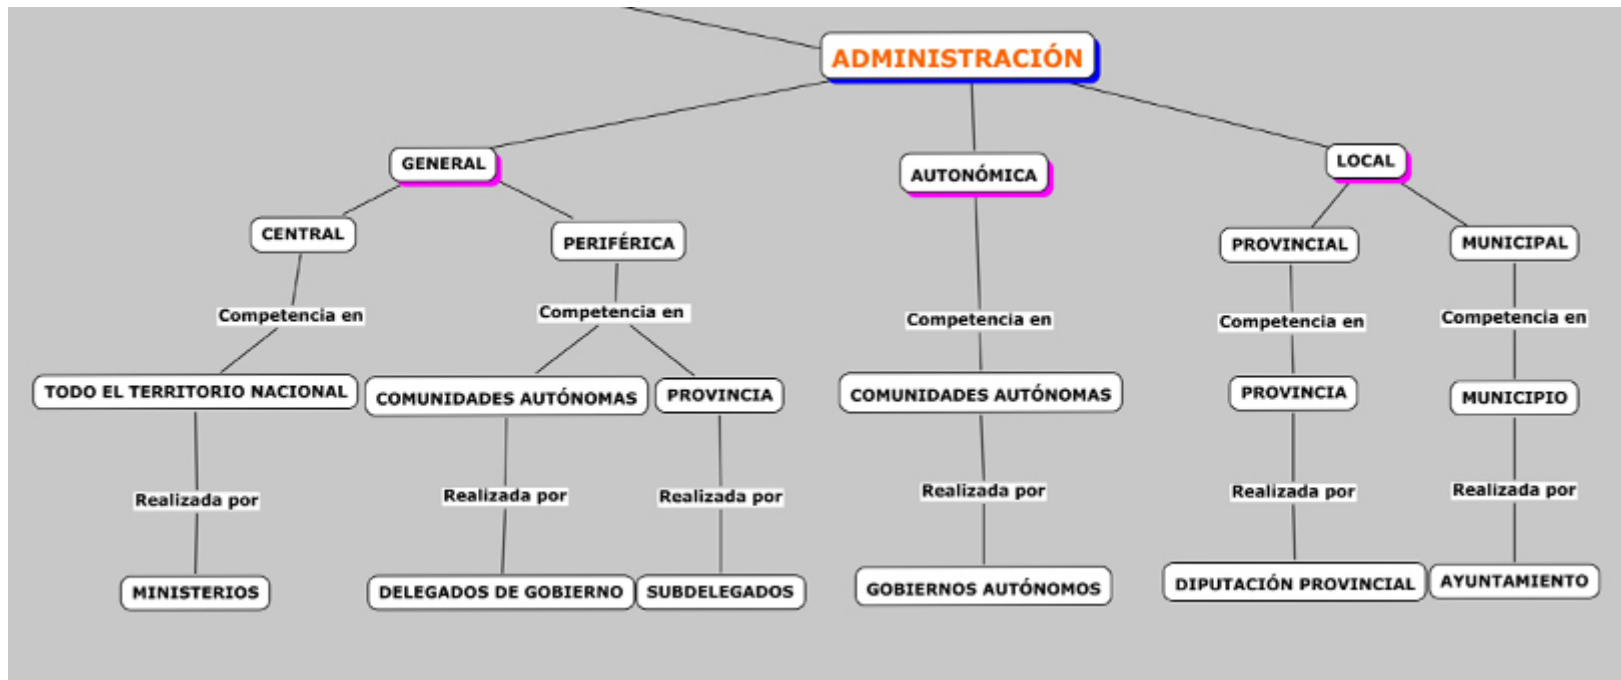 ADMINISTRACIÓN
GENERAL
AUTONÓMICA
LOCAL
CENTRAL
PERIFÉRICA
PROVINCIAL
MUNICIPAL
Competencia en
Competencia en
Competencia en
Competencia en
Competencia en
TODO EL TERRITORIO NACIONAL
COMUNIDADES AUTÓNOMAS
PROVINCIA
COMUNIDADES AUTÓNOMAS
PROVINCIA
MUNICIPIO
Realizada por
Realizada por
Realizada por
Realizada por
Realizada por
Realizada por
MINISTERIOS
DELEGADOS DE GOBIERNO
SUBDELEGADOS
GOBIERNOS AUTÓNOMOS
DIPUTACIÓN PROVINCIAL
AYUNTAMIENTO